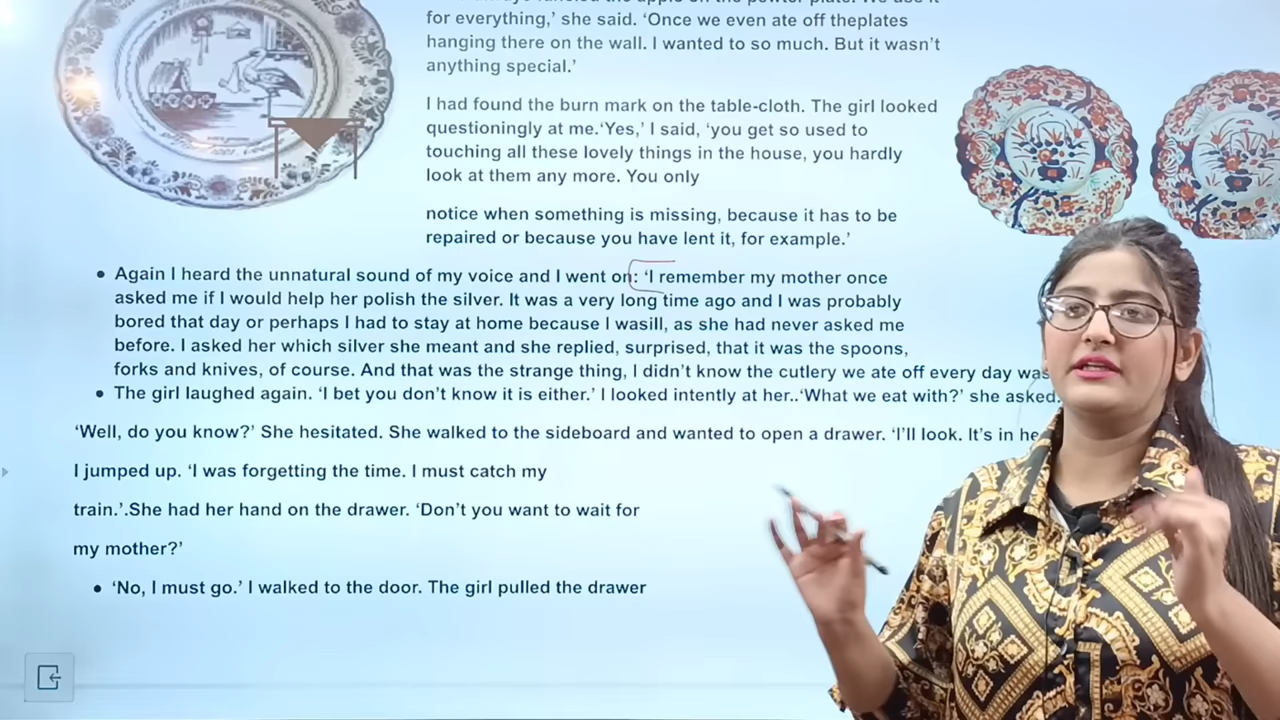 for everything,’ she said. ‘Once we even ate off theplates
hanging there on the wall. I wanted to so much. But it wasn’t
anything special.’
I had found the burn mark on the table-cloth. The girl looked
questioningly at me.‘Yes,’ I said, ‘you get so used to
touching all these lovely things in the house, you hardly
look at them any more. You only
notice when something is missing, because it has to be
repaired or because you have lent it, for example.’
• Again I heard the unnatural sound of my voice and I went on: ‘I remember my mother once
asked me if I would help her polish the silver. It was a very long time ago and I was probably
bored that day or perhaps I had to stay at home because I wasill, as she had never asked me
before. I asked her which silver she meant and she replied, surprised, that it was the spoons,
forks and knives, of course. And that was the strange thing, I didn’t know the cutlery we ate off every day was
• The girl laughed again. ‘I bet you don’t know it is either.’ I looked intently at her..‘What we eat with?’ she asked.
‘Well, do you know?’ She hesitated. She walked to the sideboard and wanted to open a drawer. ‘I’ll look. It’s in he
I jumped up. ‘I was forgetting the time. I must catch my
train.’.She had her hand on the drawer. ‘Don’t you want to wait for
my mother?’
• ‘No, I must go.’ I walked to the door. The girl pulled the drawer